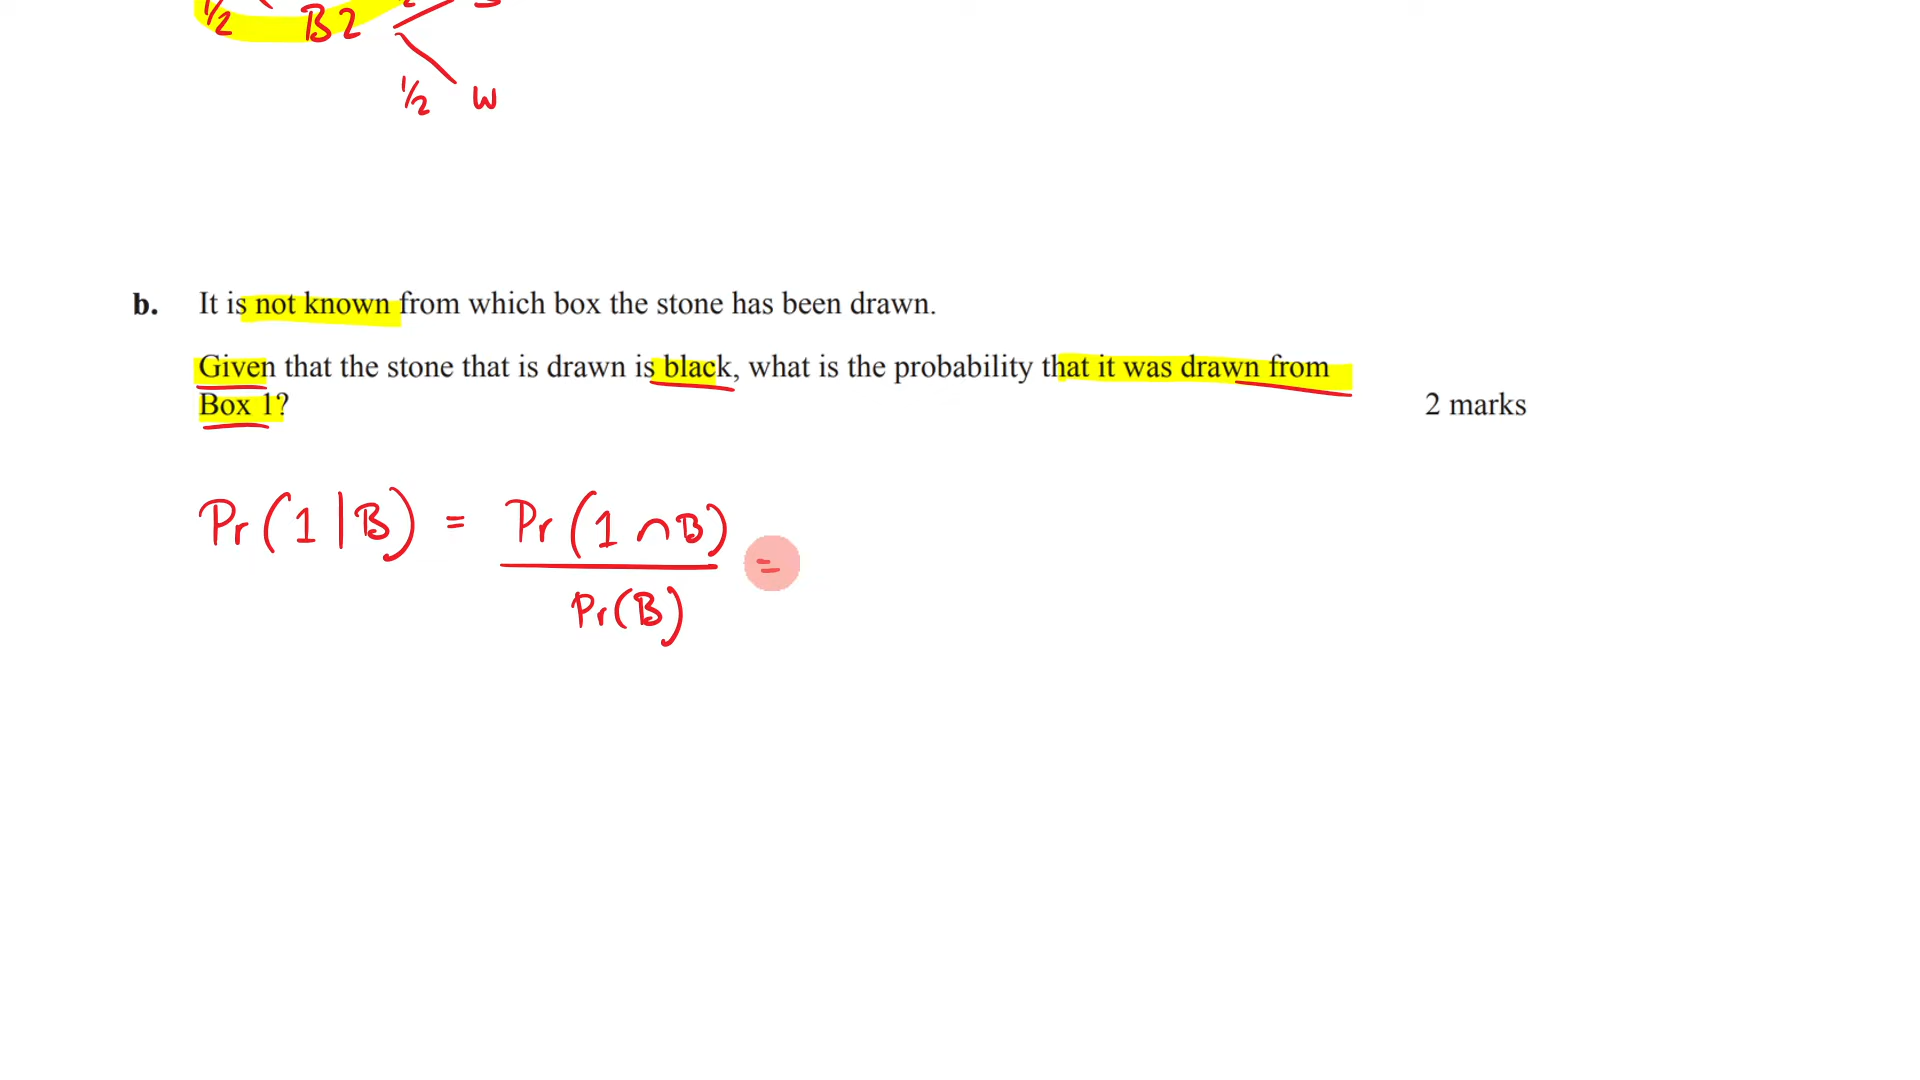 1/2 B2
1/2 W
b. It is not known from which box the stone has been drawn.
Given that the stone that is drawn is black, what is the probability that it was drawn from
Box 1?
2 marks
Pr(1|B) = Pr(1∩B) =
Pr(B)